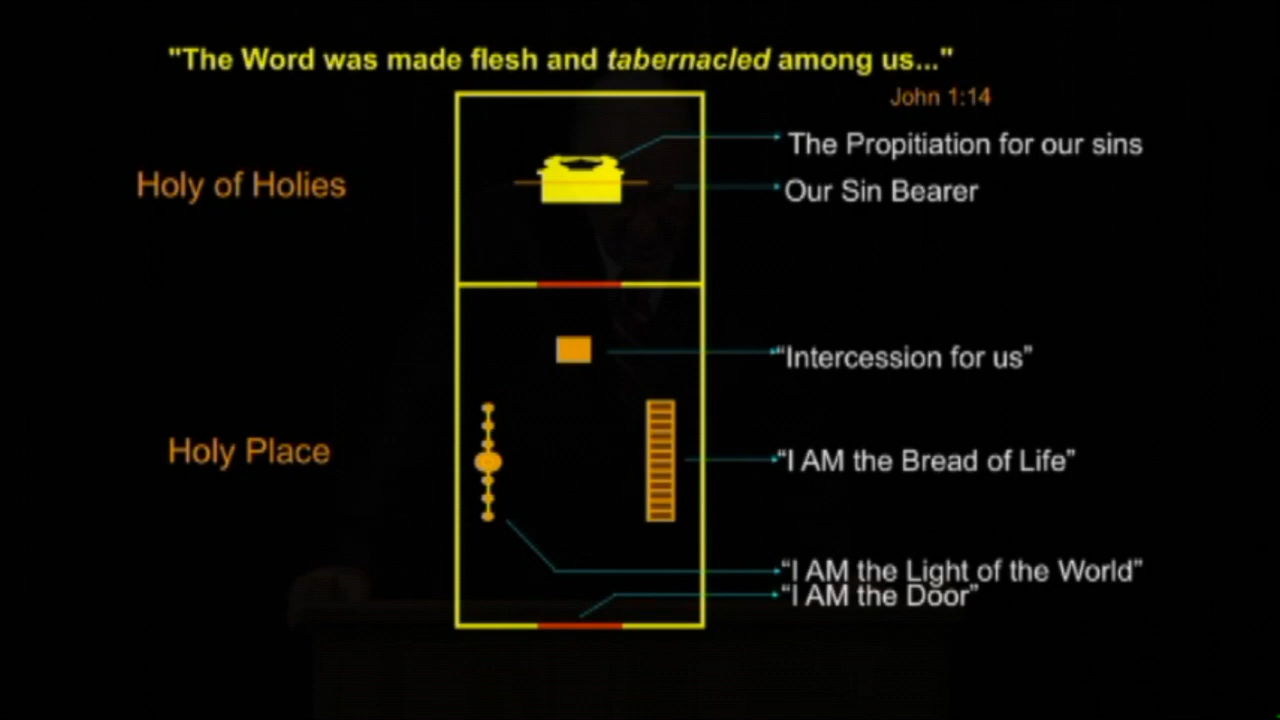 "The Word was made flesh and tabernacled among us..."
John 1:14
The Propitiation for our sins
Holy of Holies
Our Sin Bearer
“Intercession for us”
Holy Place
“I AM the Bread of Life”
“I AM the Light of the World”
“I AM the Door”